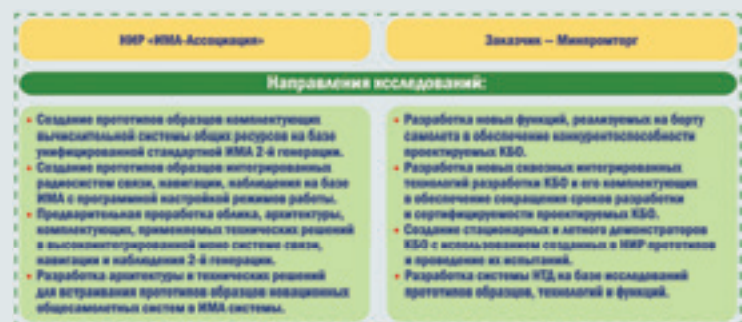 НИР «ИМА-Ассоциация»
Заказчик – Минпромторг
Направления исследований:
• Создание прототипов образцов комплектующих
вычислительной системы общих ресурсов на базе
унифицированной стандартной ИМА 2-й генерации.
• Создание прототипов образцов интегрированных
радиосистем связи, навигации, наблюдения на базе
ИМА с программной настройкой режимов работы.
• Предварительная проработка облика, архитектуры,
комплектующих, применяемых технических решений
в высокоинтегрированной моно системе связи,
навигации и наблюдения 2-й генерации.
• Разработка архитектуры и технических решений
для встраивания прототипов образцов новационных
общесамолетных систем в ИМА системы.
• Разработка новых функций, реализуемых на борту
самолета в обеспечение конкурентоспособности
проектируемых КБО.
• Разработка новых сквозных интегрированных
технологий разработки КБО и его комплектующих
в обеспечение сокращения сроков разработки
и сертифицируемости проектируемых КБО.
• Создание стационарных и летного демонстраторов
КБО с использованием созданных в НИР прототипов
и проведение их испытаний.
• Разработка системы НТД на базе исследований
прототипов образцов, технологий и функций.